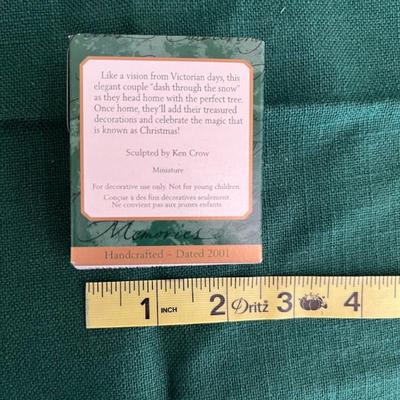 Like a vision from Victorian days, this
elegant couple "dash through the snow"
as they head home with the perfect tree.
Once home, they'll add their treasured
decorations and celebrate the magic that
is known as Christmas!
Sculpted by Ken Crow
Miniature
For decorative use only. Not for young children.
Conçue à des fins décoratives seulement.
Ne convient pas aux jeunes enfants.
Memories
Handcrafted – Dated 2001
1 INCH 2 Dritz 3 4